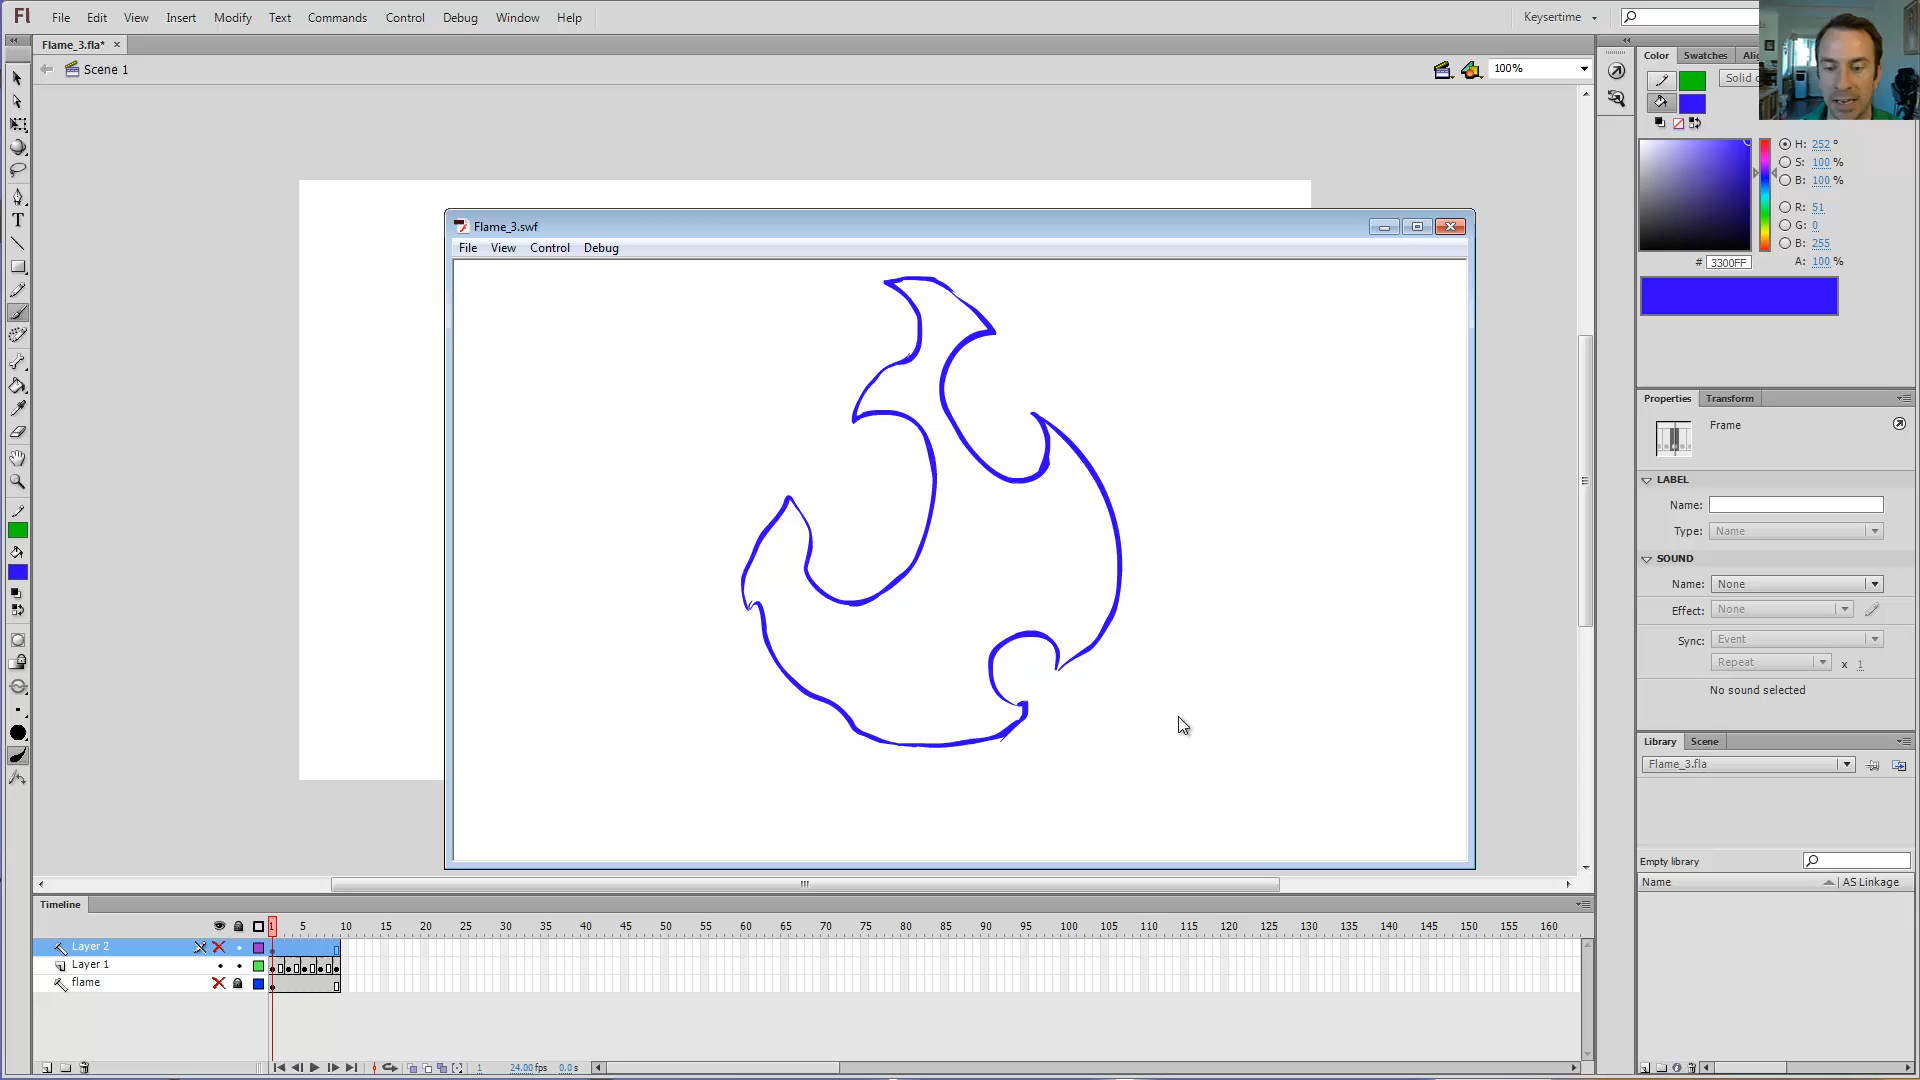 Fl File Edit View Insert Modify Text Commands Control Debug Window Help Keysertime
Flame_3.fla*
Scene 1
100%
Flame_3.swf
File View Control Debug
Color Swatches
H: 252 °
S: 100 %
B: 100 %
R: 51
G: 0
B: 255
# 3300FF A: 100 %
Properties Transform
Frame
LABEL
Name:
Type: Name
SOUND
Name: None
Effect: None
Sync: Event
Repeat x 1
No sound selected
Library Scene
Flame_3.fla
Empty library
Name AS Linkage
Timeline
1 5 10 15 20 25 30 35 40 45 50 55 60 65 70 75 80 85 90 95 100 105 110 115 120 125 130 135 140 145 150 155 160
Layer 2
Layer 1
flame
1 24.00 fps 0.0 s